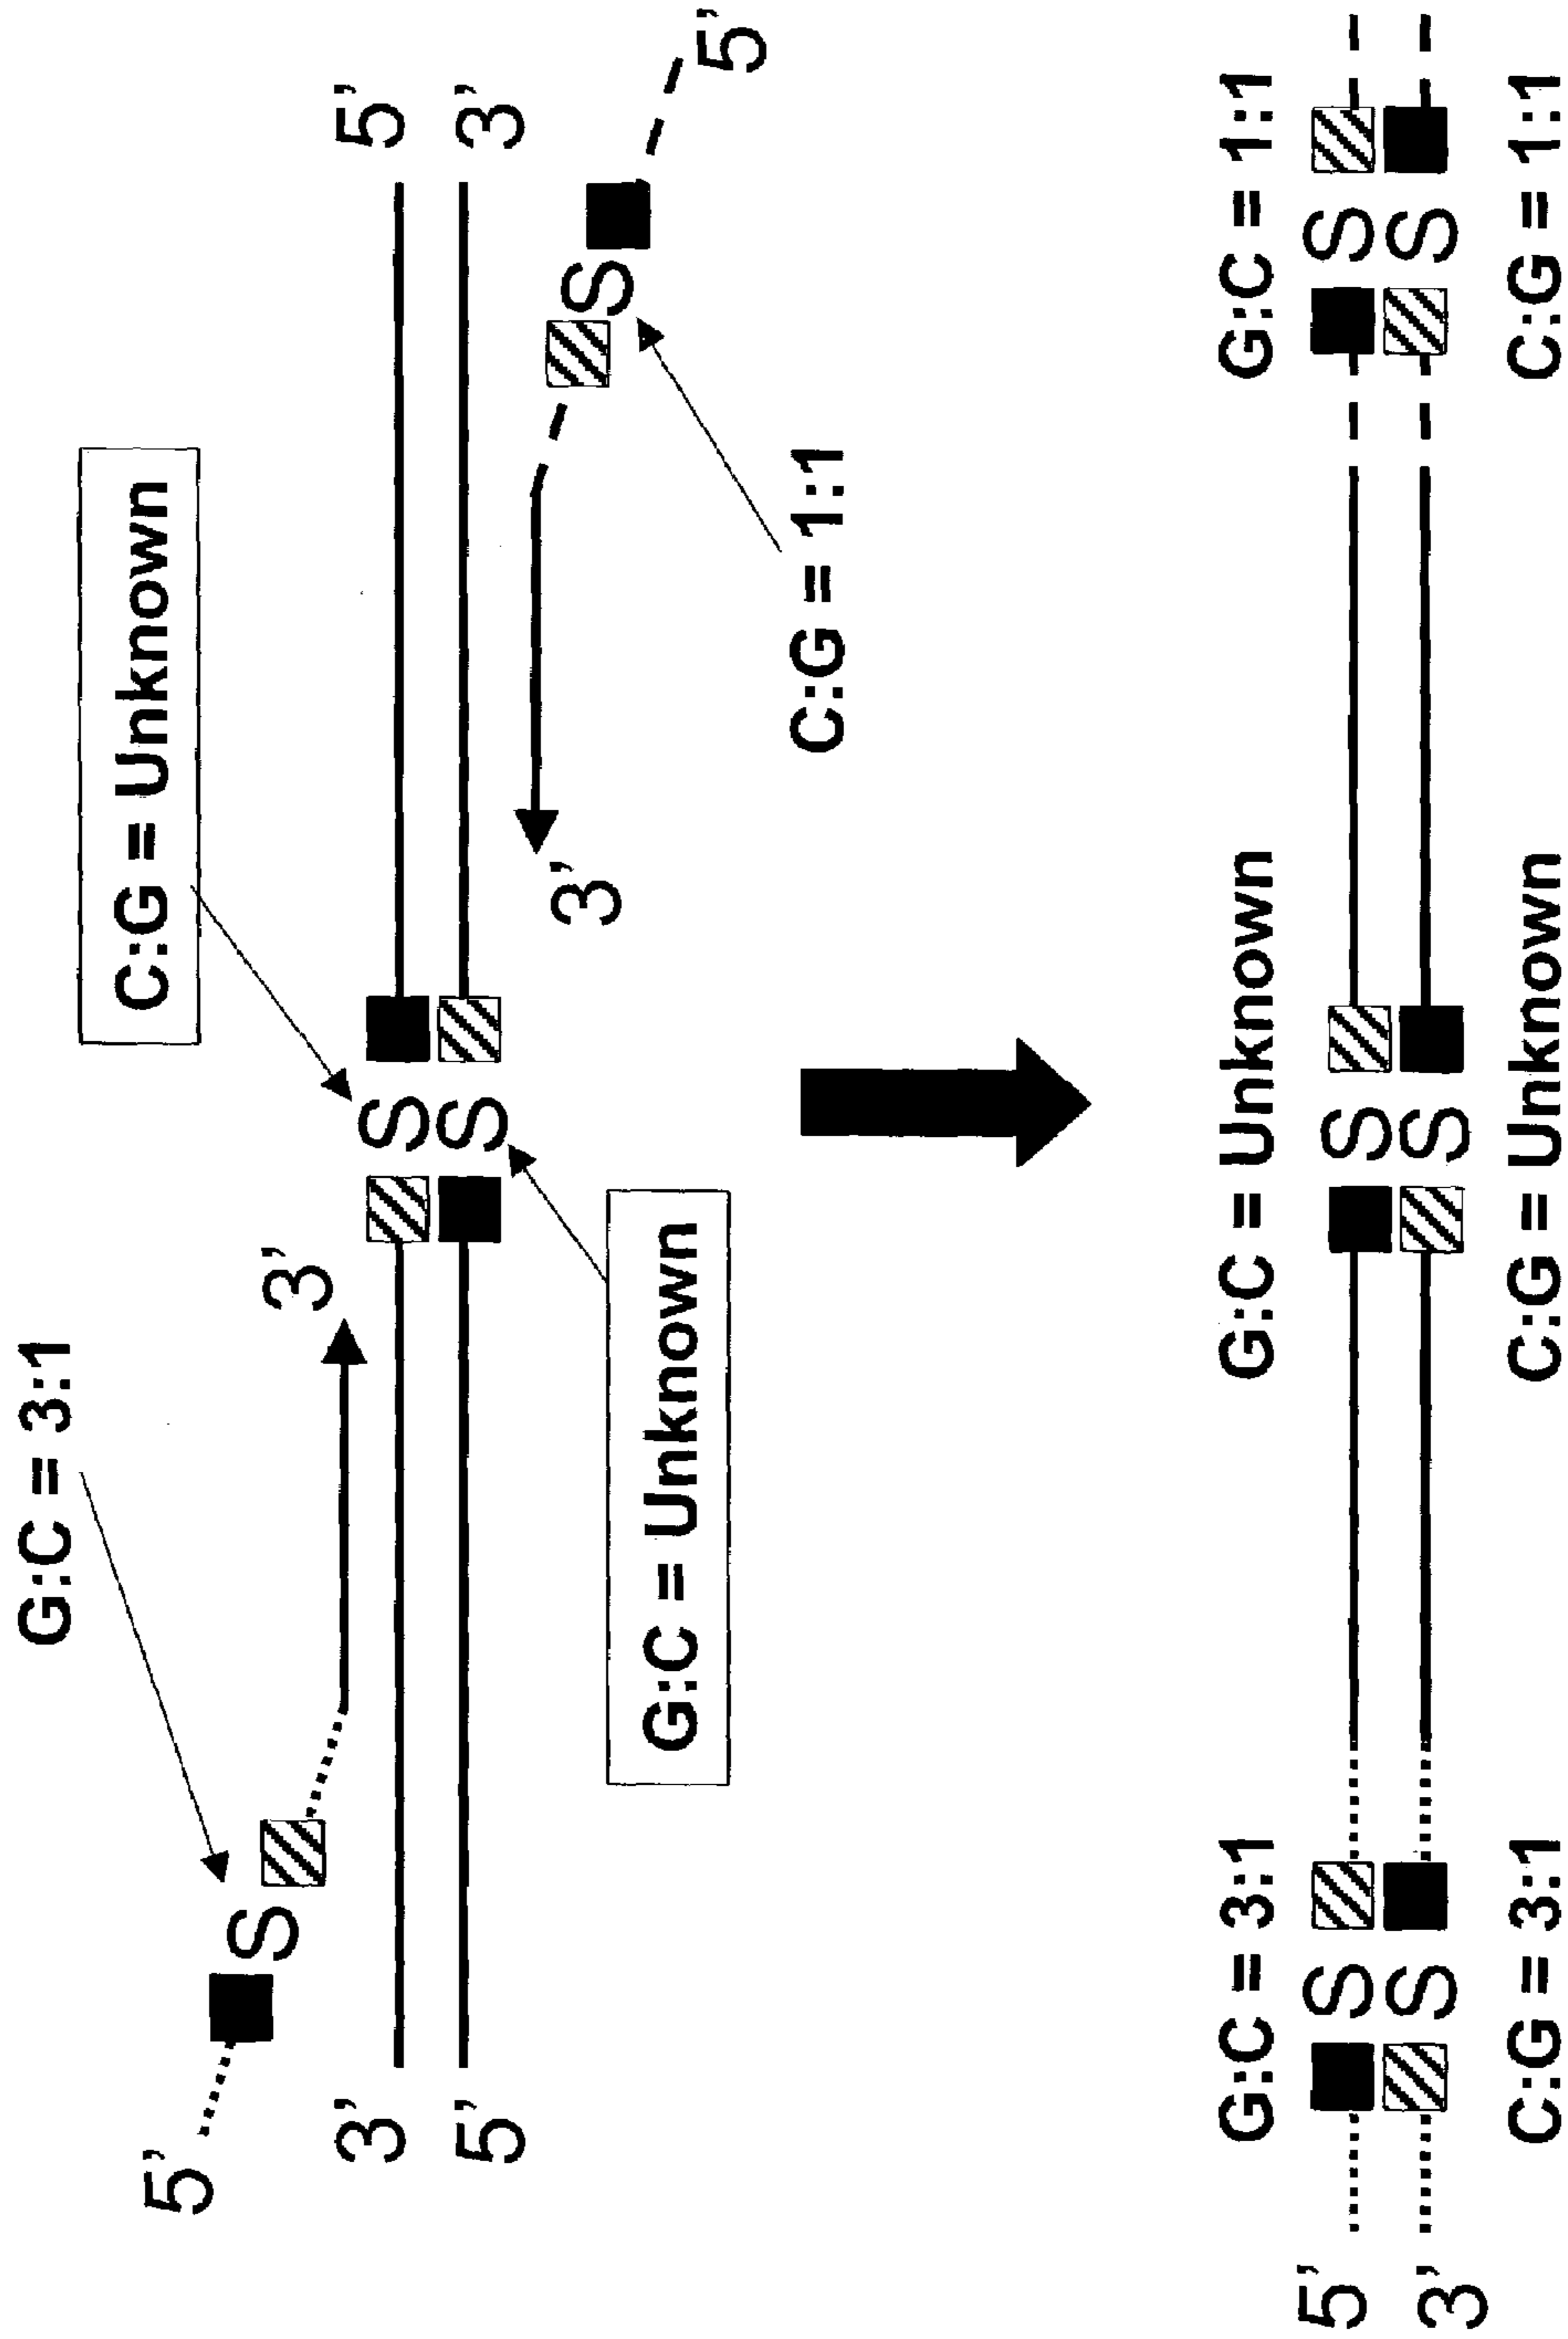 G:C = 3:1
C:G = Unknown
5’
S
3’
3’ S 5’
5’ S 3’
3’ S
5’
G:C = Unknown
C:G = 1:1
G:C = 3:1 G:C = Unknown G:C = 1:1
5’ S S S
3’ S S S
C:G = 3:1 C:G = Unknown C:G = 1:1